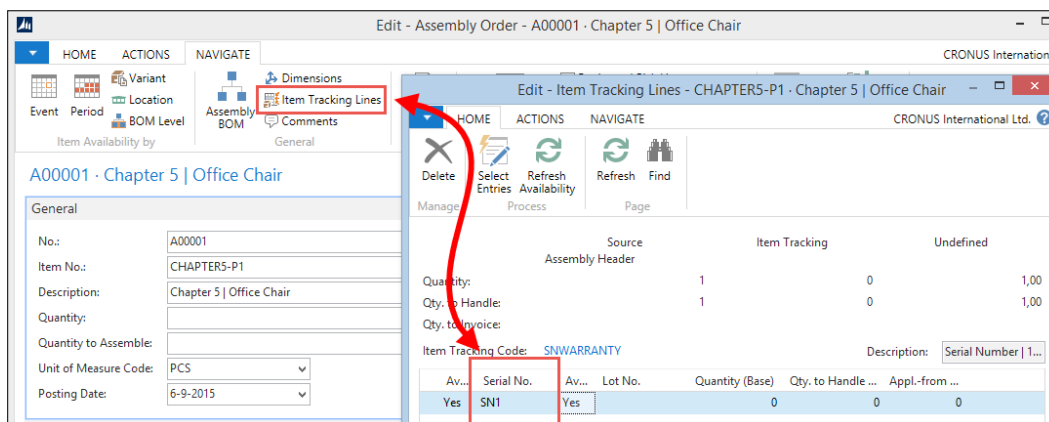 Edit - Assembly Order - A00001 · Chapter 5 | Office Chair
HOME ACTIONS NAVIGATE
CRONUS Internation
Event
Period
Variant
Location
BOM Level
Item Availability by
Assembly BOM
Dimensions
Item Tracking Lines
Comments
General
A00001 · Chapter 5 | Office Chair
General
No.: A00001
Item No.: CHAPTER5-P1
Description: Chapter 5 | Office Chair
Quantity:
Quantity to Assemble:
Unit of Measure Code: PCS
Posting Date: 6-9-2015
Edit - Item Tracking Lines - CHAPTER5-P1 · Chapter 5 | Office Chair
HOME ACTIONS NAVIGATE
CRONUS International Ltd.
Delete
Manage
Select Entries
Refresh Availability
Process
Refresh
Find
Page
Source Item Tracking Undefined
Assembly Header
Quantity: 1 0 1,00
Qty. to Handle: 1 0 1,00
Qty. to Invoice:
Item Tracking Code: SNWARRANTY Description: Serial Number | 1...
Av... Serial No. Av... Lot No. Quantity (Base) Qty. to Handle ... Appl.-from ...
Yes SN1 Yes 0 0 0